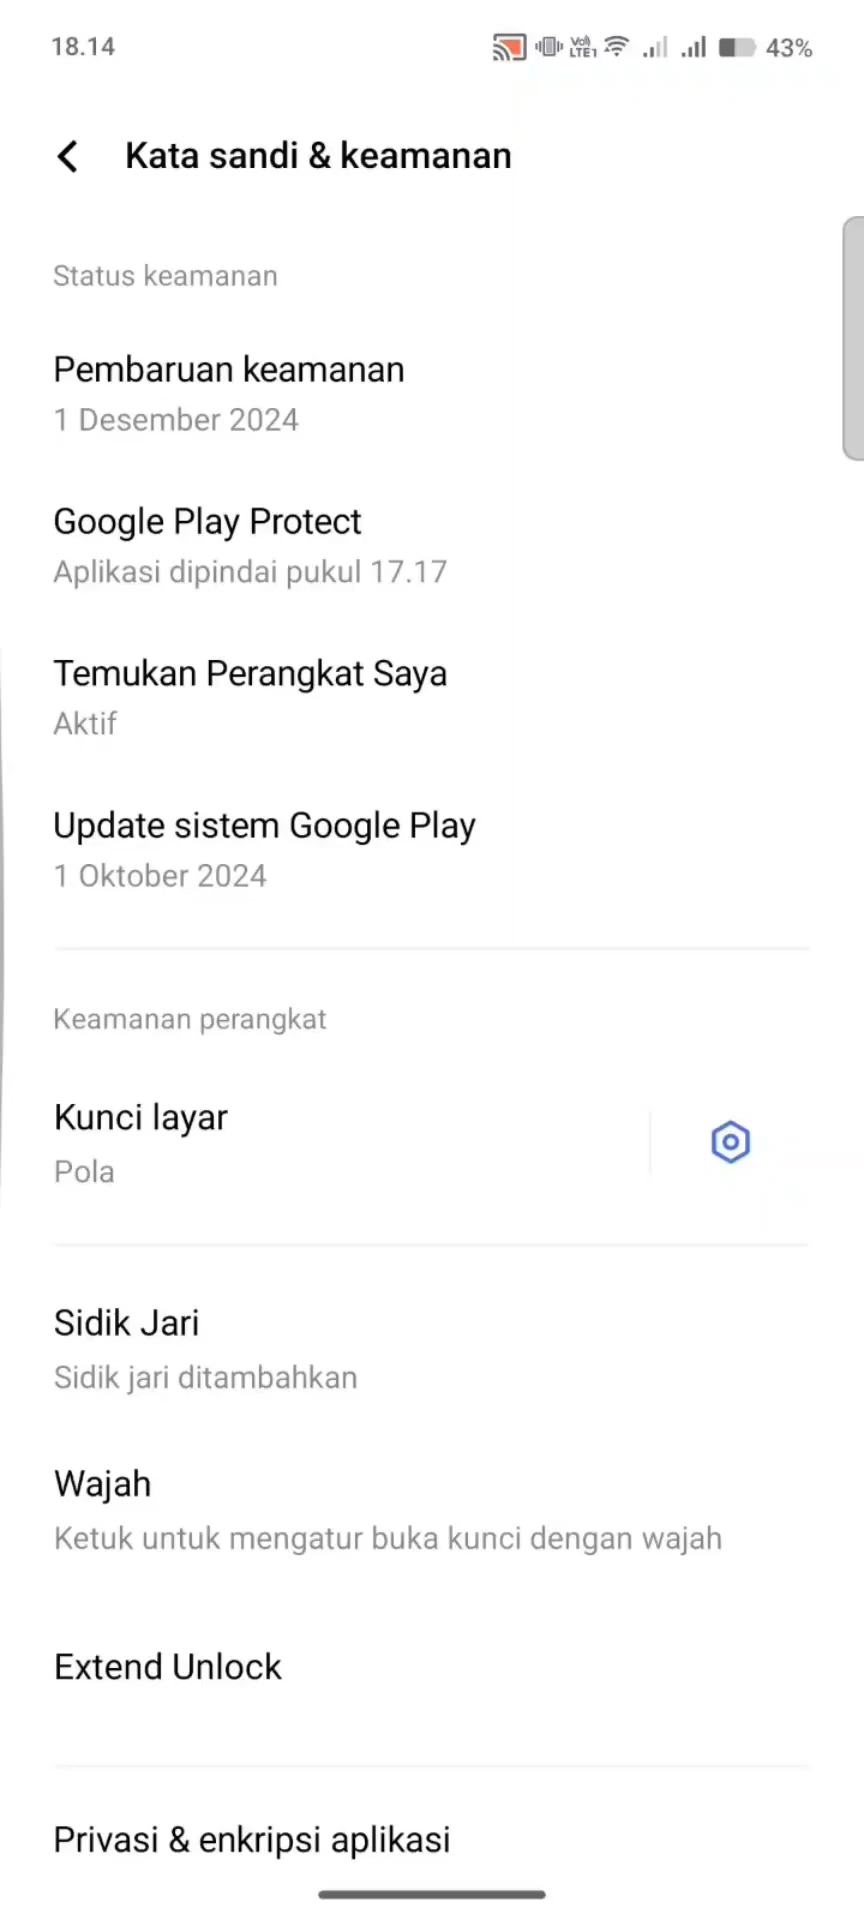 18.14
Vo) LTE1
43%
Kata sandi & keamanan
Status keamanan
Pembaruan keamanan
1 Desember 2024
Google Play Protect
Aplikasi dipindai pukul 17.17
Temukan Perangkat Saya
Aktif
Update sistem Google Play
1 Oktober 2024
Keamanan perangkat
Kunci layar
Pola
Sidik Jari
Sidik jari ditambahkan
Wajah
Ketuk untuk mengatur buka kunci dengan wajah
Extend Unlock
Privasi & enkripsi aplikasi